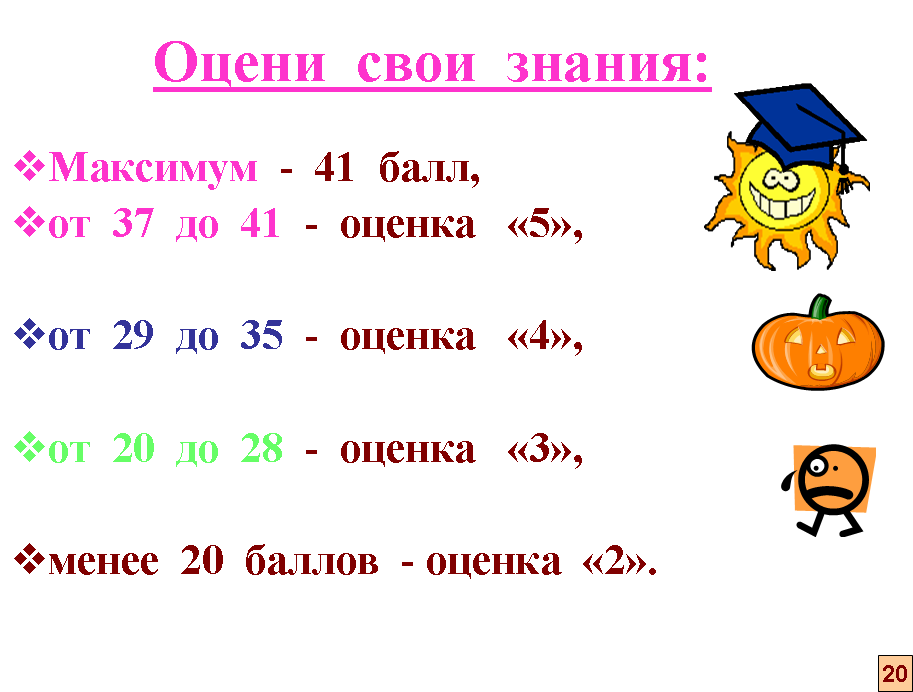 Оцени свои знания:
Максимум - 41 балл,
от 37 до 41 - оценка «5»,
от 29 до 35 - оценка «4»,
от 20 до 28 - оценка «3»,
менее 20 баллов - оценка «2».
20